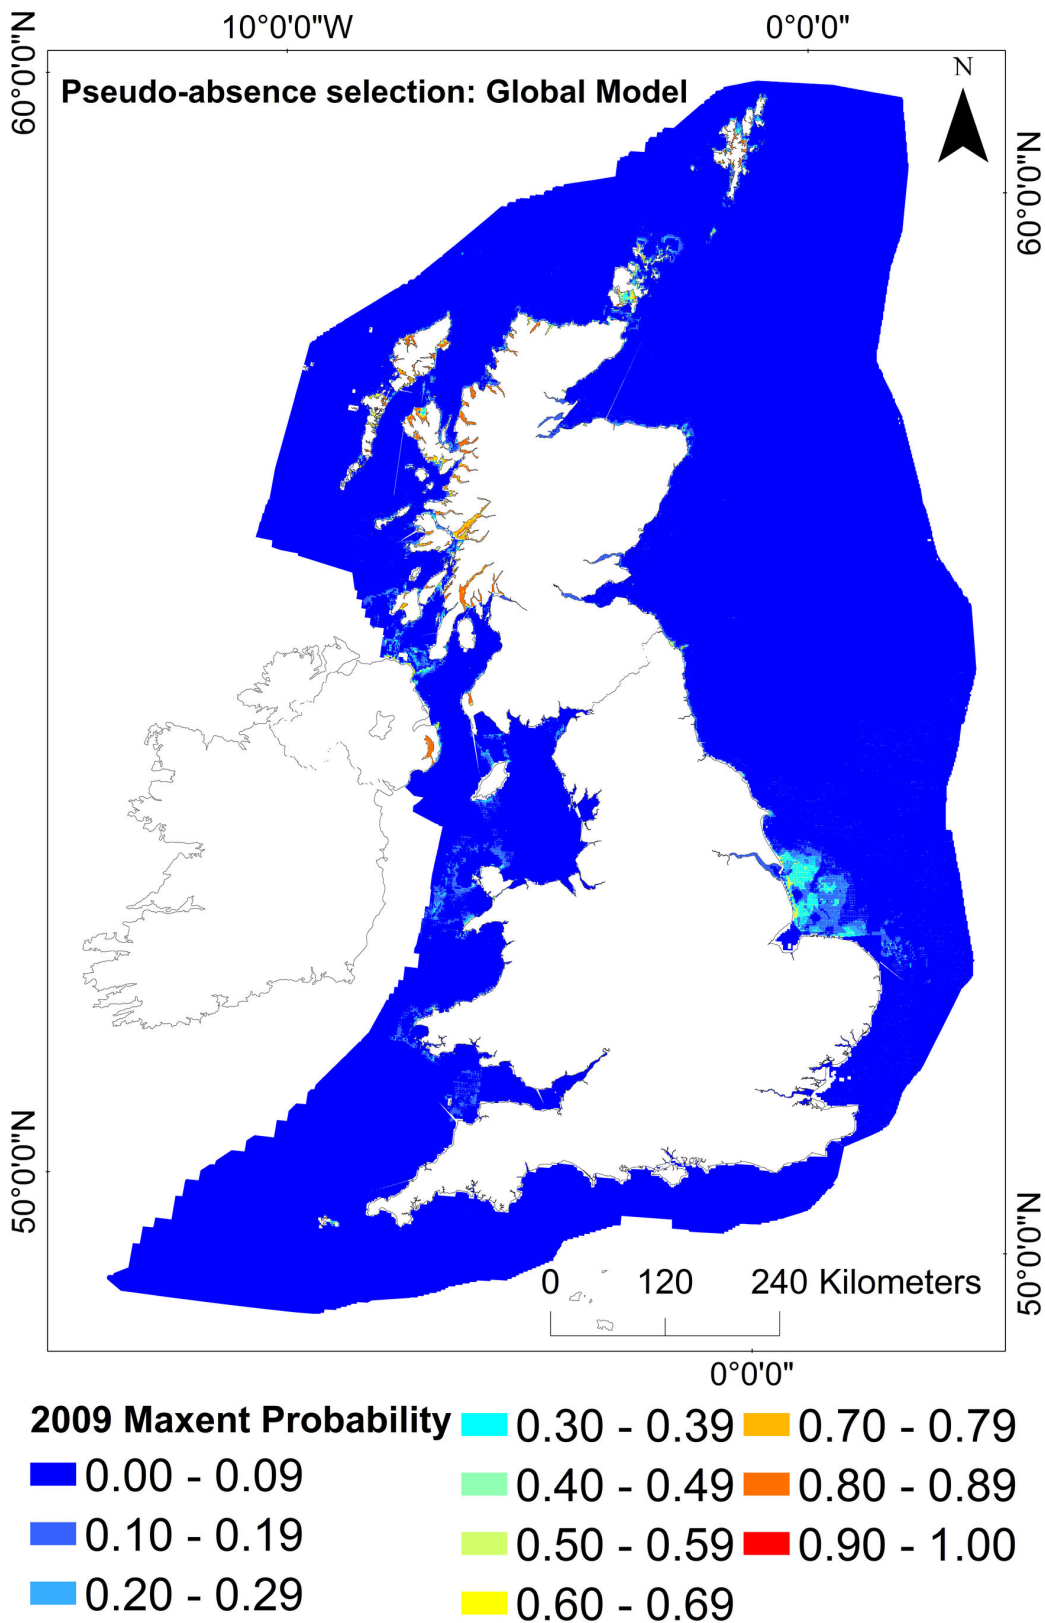 10°0'0"W 0°0'0"
60°0'0"N
Pseudo-absence selection: Global Model
N
60°0'0"N
50°0'0"N
50°0'0"N
0 120 240 Kilometers
0°0'0"
2009 Maxent Probability
0.00 - 0.09
0.10 - 0.19
0.20 - 0.29
0.30 - 0.39
0.40 - 0.49
0.50 - 0.59
0.60 - 0.69
0.70 - 0.79
0.80 - 0.89
0.90 - 1.00